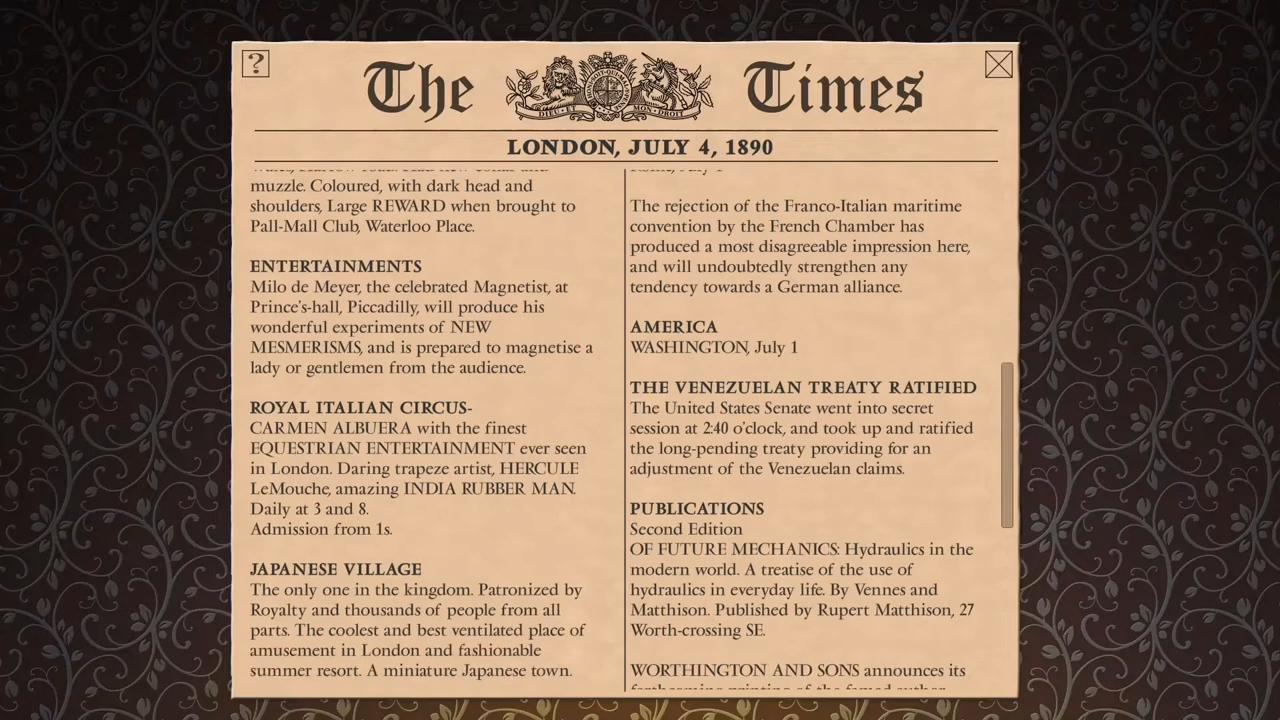 ?
The Times
DIEU · ET MON · DROIT
LONDON, JULY 4, 1890
muzzle. Coloured, with dark head and
shoulders, Large REWARD when brought to
Pall-Mall Club, Waterloo Place.
ENTERTAINMENTS
Milo de Meyer, the celebrated Magnetist, at
Prince's-hall, Piccadilly, will produce his
wonderful experiments of NEW
MESMERISMS, and is prepared to magnetise a
lady or gentlemen from the audience.
ROYAL ITALIAN CIRCUS-
CARMEN ALBUERA with the finest
EQUESTRIAN ENTERTAINMENT ever seen
in London. Daring trapeze artist, HERCULE
LeMouche, amazing INDIA RUBBER MAN.
Daily at 3 and 8.
Admission from 1s.
JAPANESE VILLAGE
The only one in the kingdom. Patronized by
Royalty and thousands of people from all
parts. The coolest and best ventilated place of
amusement in London and fashionable
summer resort. A miniature Japanese town.
The rejection of the Franco-Italian maritime
convention by the French Chamber has
produced a most disagreeable impression here,
and will undoubtedly strengthen any
tendency towards a German alliance.
AMERICA
WASHINGTON, July 1
THE VENEZUELAN TREATY RATIFIED
The United States Senate went into secret
session at 2:40 o'clock, and took up and ratified
the long-pending treaty providing for an
adjustment of the Venezuelan claims.
PUBLICATIONS
Second Edition
OF FUTURE MECHANICS: Hydraulics in the
modern world. A treatise of the use of
hydraulics in everyday life. By Vennes and
Matthison. Published by Rupert Matthison, 27
Worth-crossing SE.
WORTHINGTON AND SONS announces its